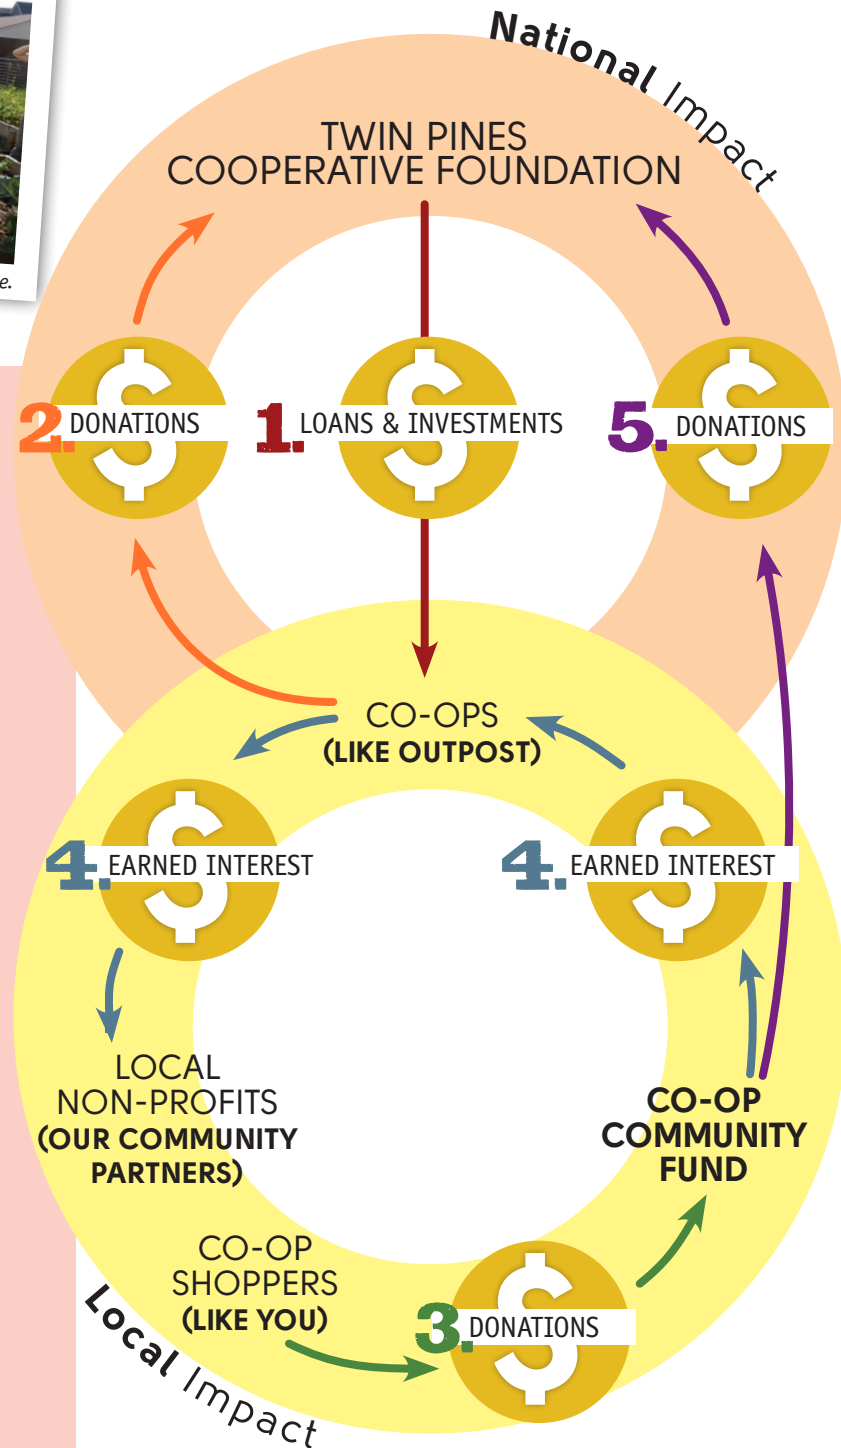 National Impact
TWIN PINES
COOPERATIVE FOUNDATION
e.
2. DONATIONS
1. LOANS & INVESTMENTS
5. DONATIONS
CO-OPS
(LIKE OUTPOST)
4. EARNED INTEREST
4. EARNED INTEREST
LOCAL
NON-PROFITS
(OUR COMMUNITY
PARTNERS)
CO-OP
COMMUNITY
FUND
CO-OP
SHOPPERS
(LIKE YOU)
3. DONATIONS
Local Impact